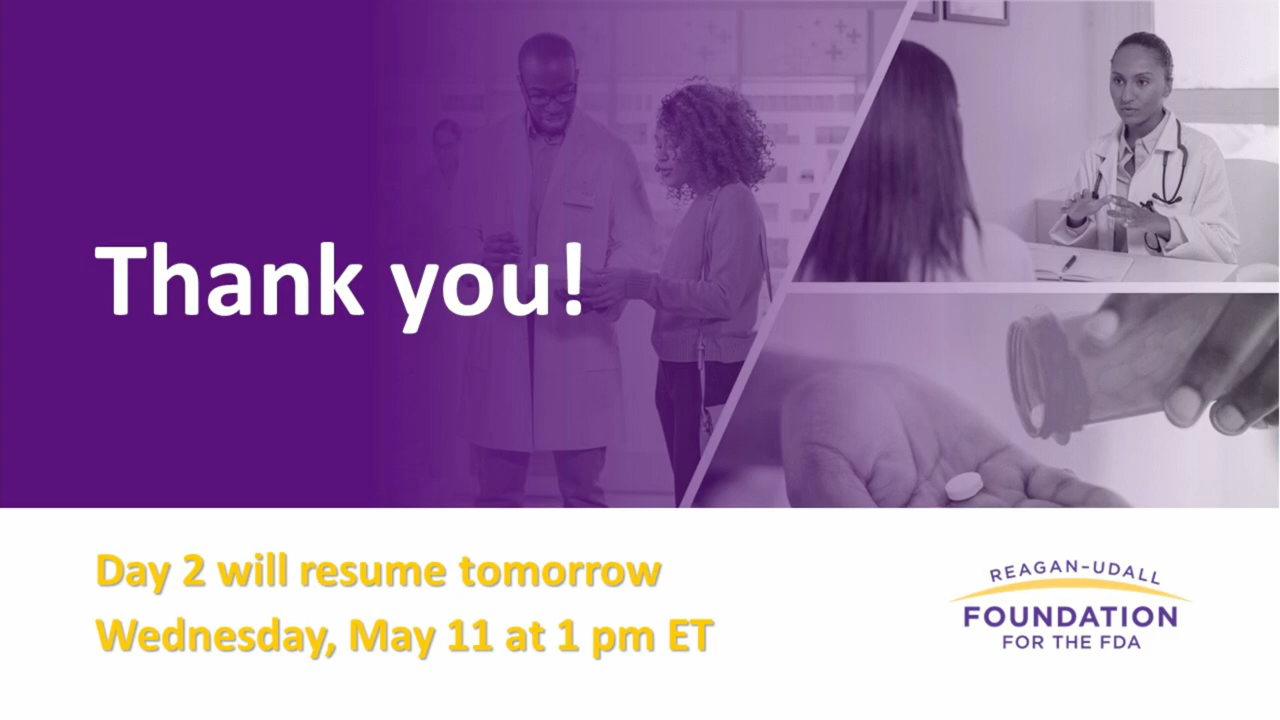 Thank you!
Day 2 will resume tomorrow
Wednesday, May 11 at 1 pm ET
REAGAN-UDALL
FOUNDATION
FOR THE FDA